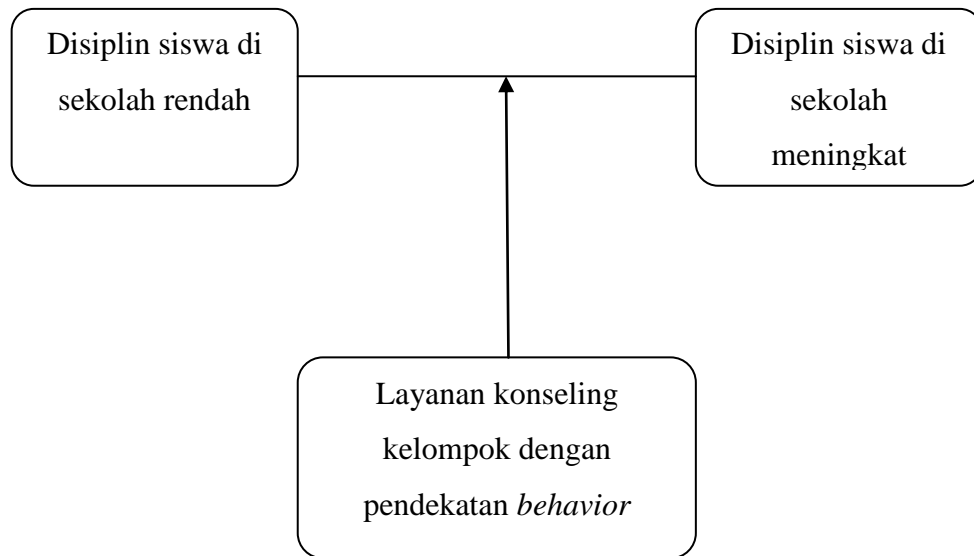 Disiplin siswa di
sekolah rendah
Disiplin siswa di
sekolah
meningkat
Layanan konseling
kelompok dengan
pendekatan behavior